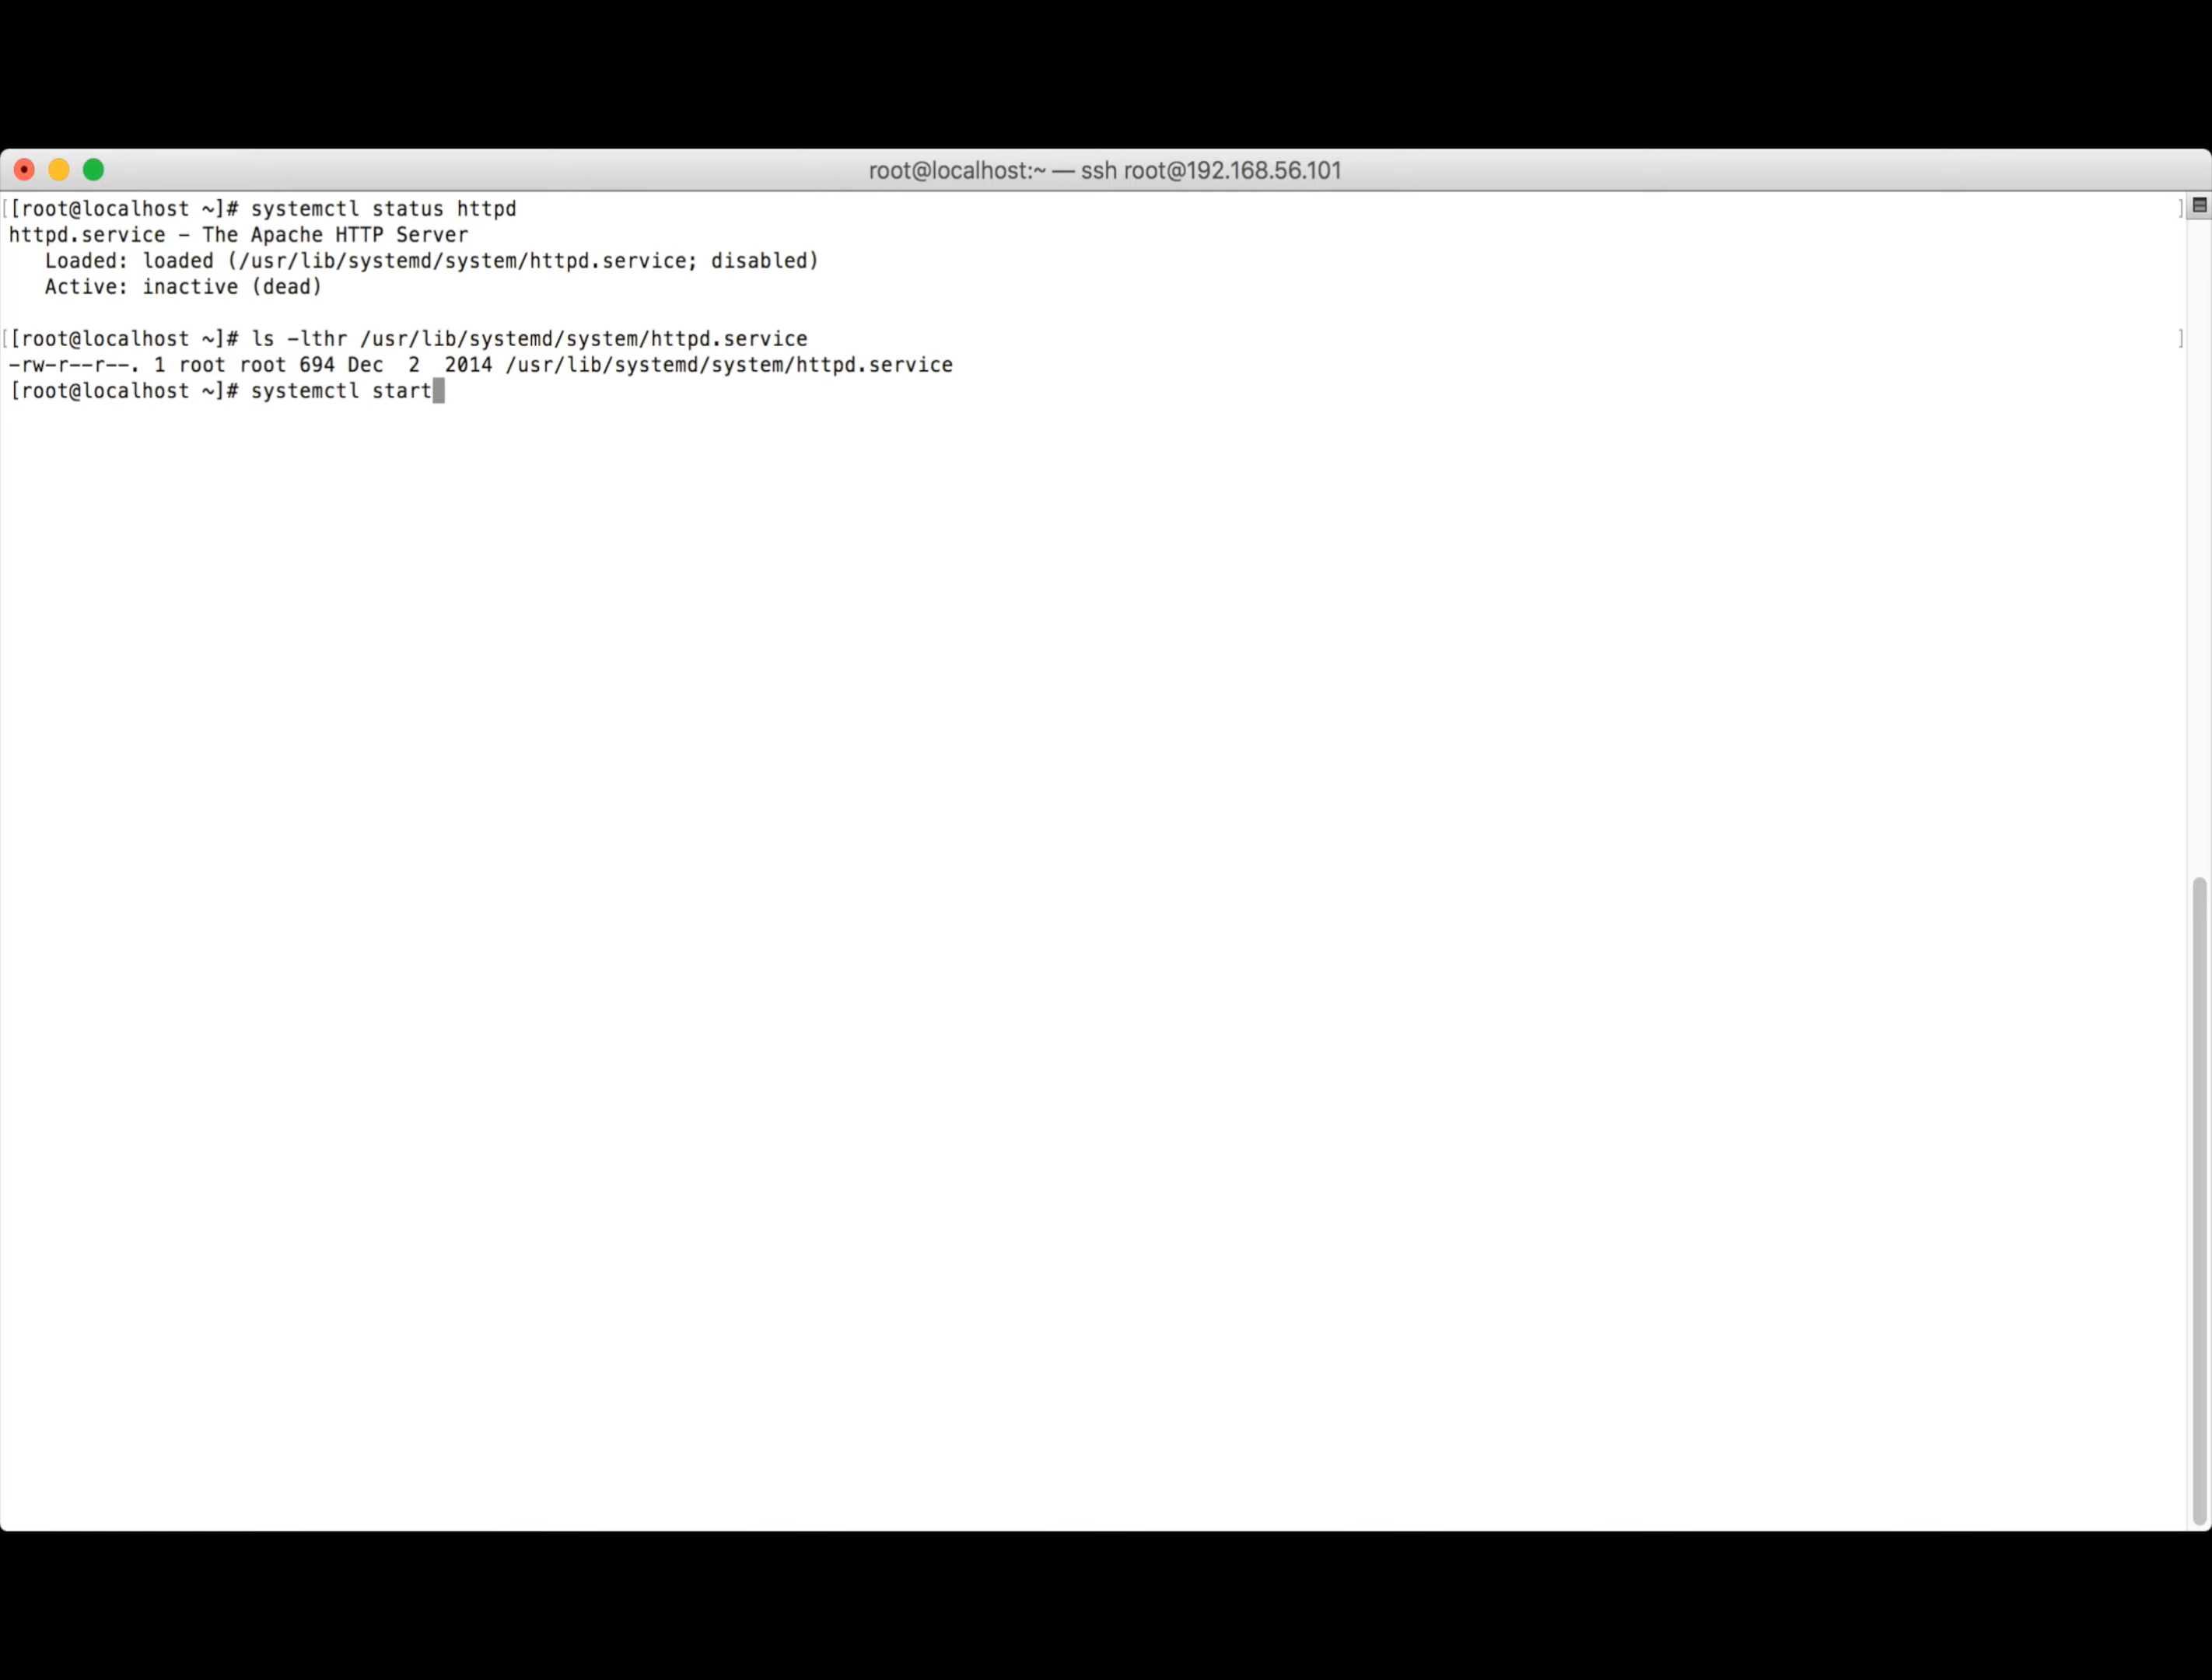 root@localhost:~ — ssh root@192.168.56.101
[[root@localhost ~]# systemctl status httpd ]
httpd.service - The Apache HTTP Server
   Loaded: loaded (/usr/lib/systemd/system/httpd.service; disabled)
   Active: inactive (dead)
[[root@localhost ~]# ls -lthr /usr/lib/systemd/system/httpd.service ]
-rw-r--r--. 1 root root 694 Dec  2  2014 /usr/lib/systemd/system/httpd.service
[root@localhost ~]# systemctl start